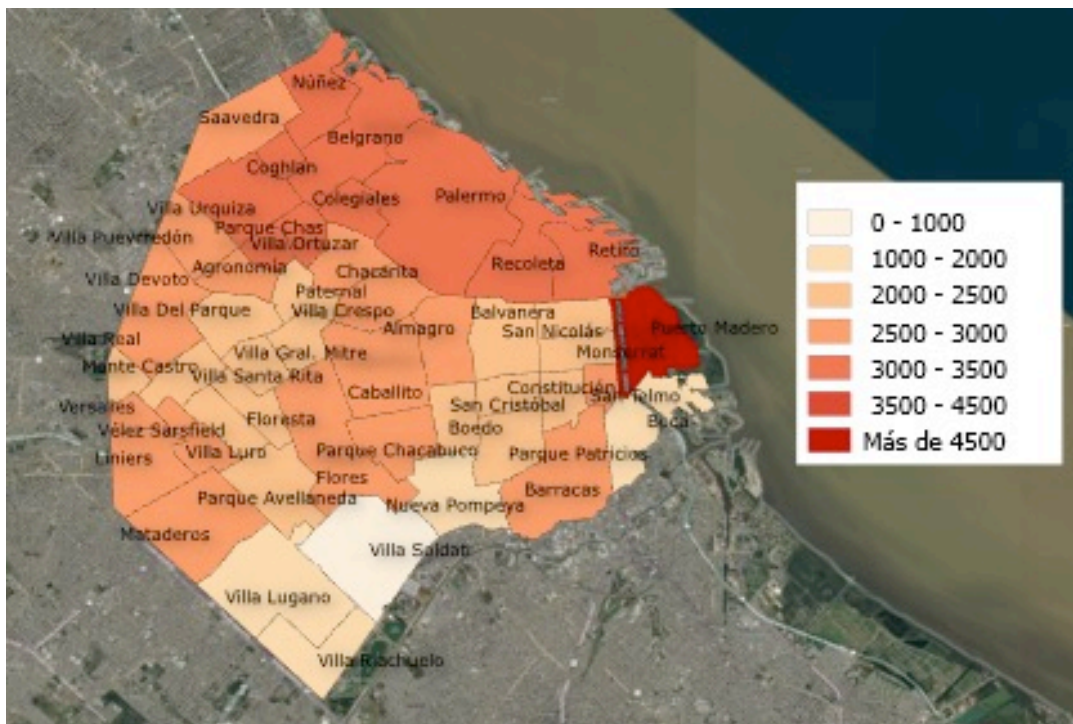 Núñez
Saavedra
Belgrano
Coghlan
Colegiales
Palermo
Villa Urquiza
Parque Chas
Villa Pueyrredón
Villa Ortuzar
Retiro
Recoleta
Agronomía
Chacarita
Villa Devoto
Paternal
Villa Del Parque
Villa Crespo
Balvanera
Almagro
San Nicolás
Puerto Madero
Villa Real
Villa Gral. Mitre
Monserrat
Monte Castro
Villa Santa Rita
Caballito
Constitución
San Telmo
Versalles
San Cristóbal
Floresta
Boca
Vélez Sarsfield
Boedo
Liniers
Villa Luro
Parque Chacabuco
Parque Patricios
Flores
Parque Avellaneda
Barracas
Nueva Pompeya
Mataderos
Villa Soldati
Villa Lugano
Villa Riachuelo
0 - 1000
1000 - 2000
2000 - 2500
2500 - 3000
3000 - 3500
3500 - 4500
Más de 4500